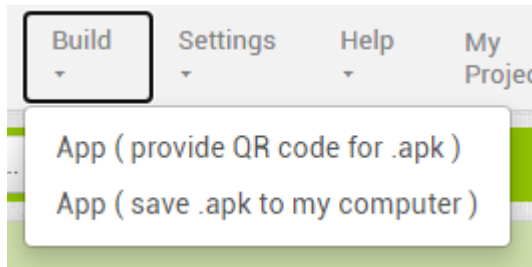 Build Settings Help My
Projec
App ( provide QR code for .apk )
App ( save .apk to my computer )
..